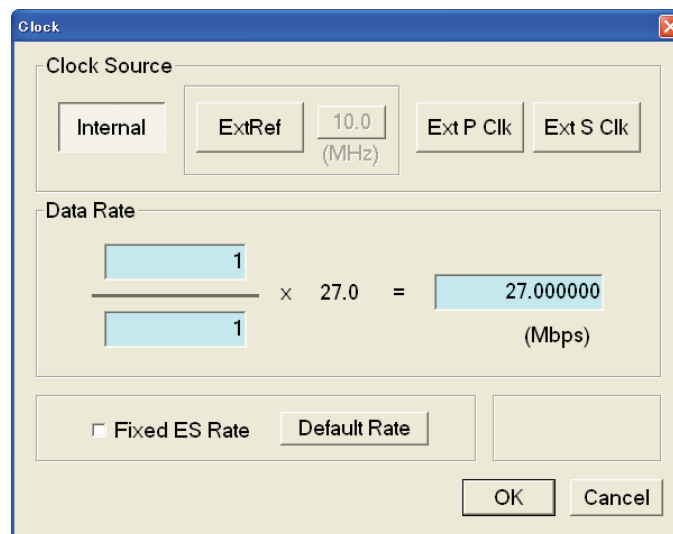 Clock
Clock Source
Internal ExtRef 10.0 Ext P Clk Ext S Clk
(MHz)
Data Rate
1
x 27.0 = 27.000000
1
(Mbps)
Fixed ES Rate Default Rate
OK Cancel